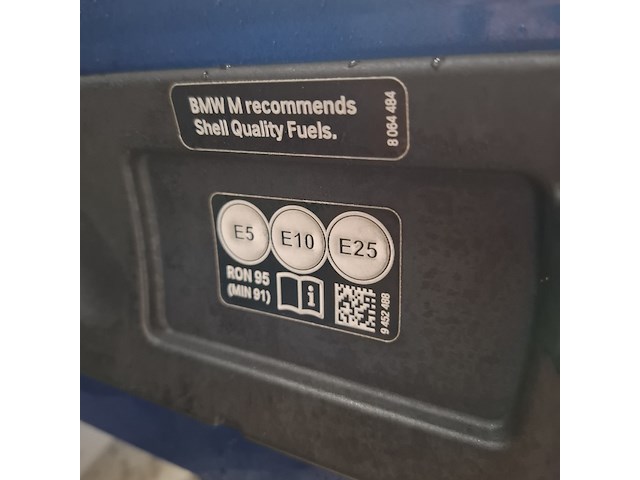 BMW M recommends
Shell Quality Fuels.
8 064 484
E5 E10 E25
RON 95
(MIN 91)
i
9 452 488